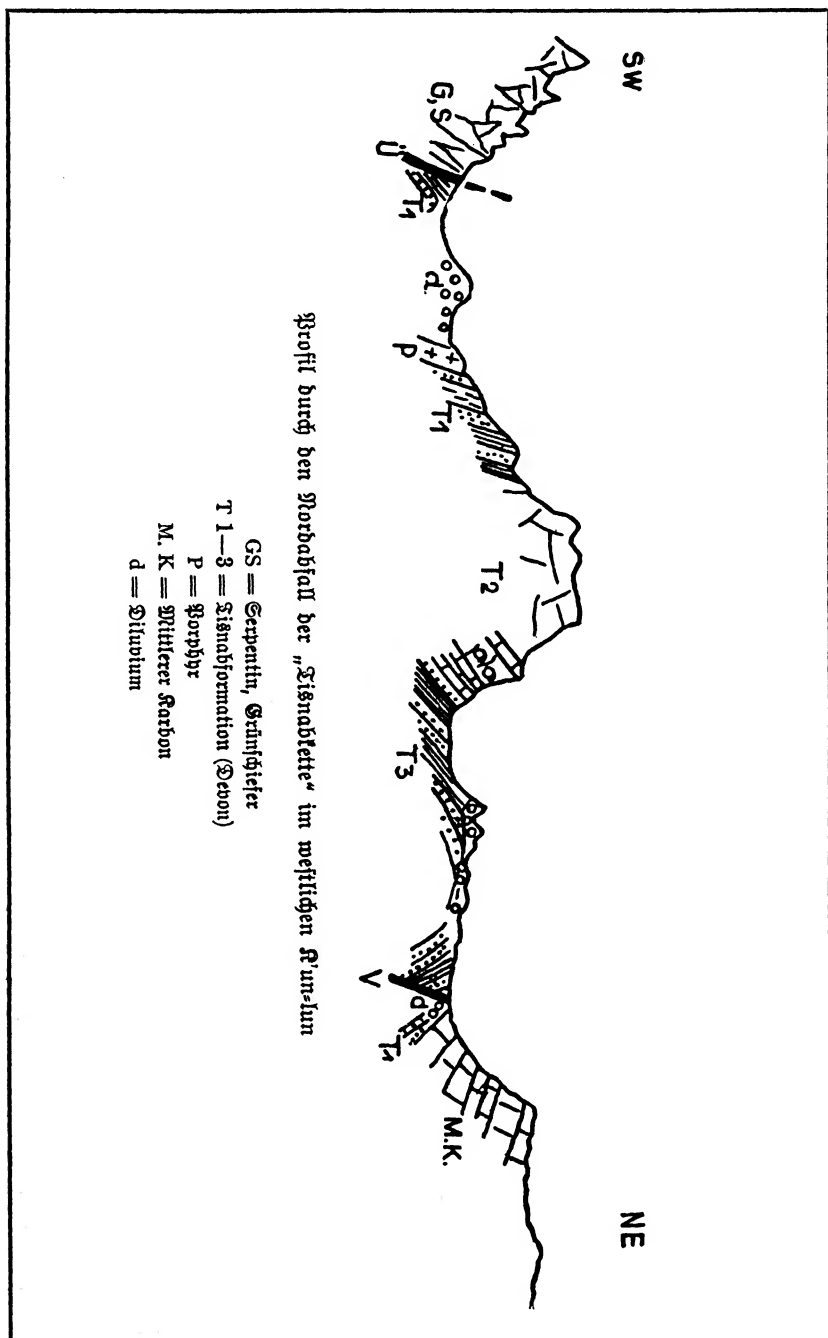 SW
NE
G,S
Ü
T1
d
p
T1
T2
T3
V
d
T1
M.K.
Profil durch den Nordabfall der „Tisnabkette“ im westlichen K'un-lun
GS = Serpentin, Grünschiefer
T 1—3 = Tisnabformation (Devon)
P = Porphyr
M. K = Mittlerer Karbon
d = Diluvium